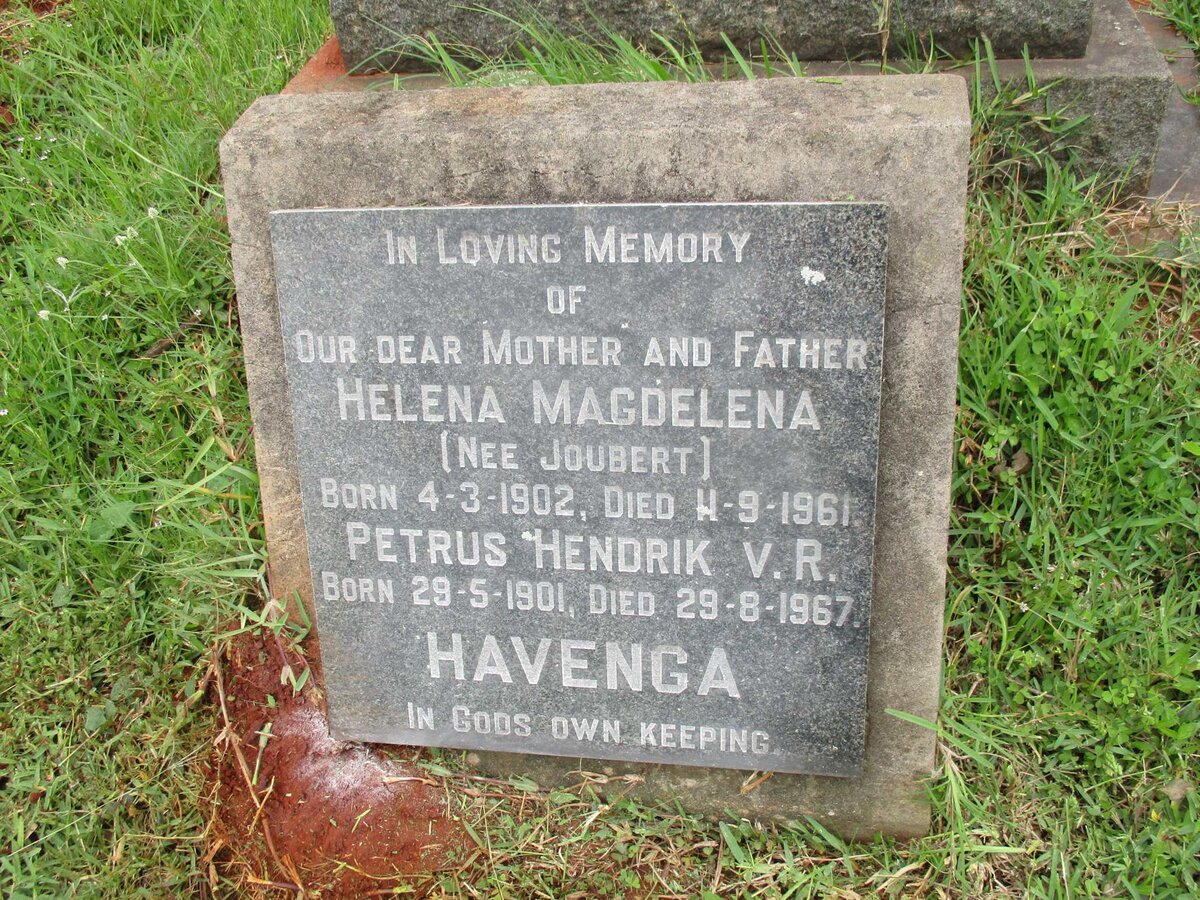 In Loving Memory
of
Our dear Mother and Father
Helena Magdelena
(Nee Joubert)
Born 4-3-1902, Died 11-9-1961.
Petrus Hendrik v.R.
Born 29-5-1901, Died 29-8-1967.
HAVENGA
In Gods own keeping.